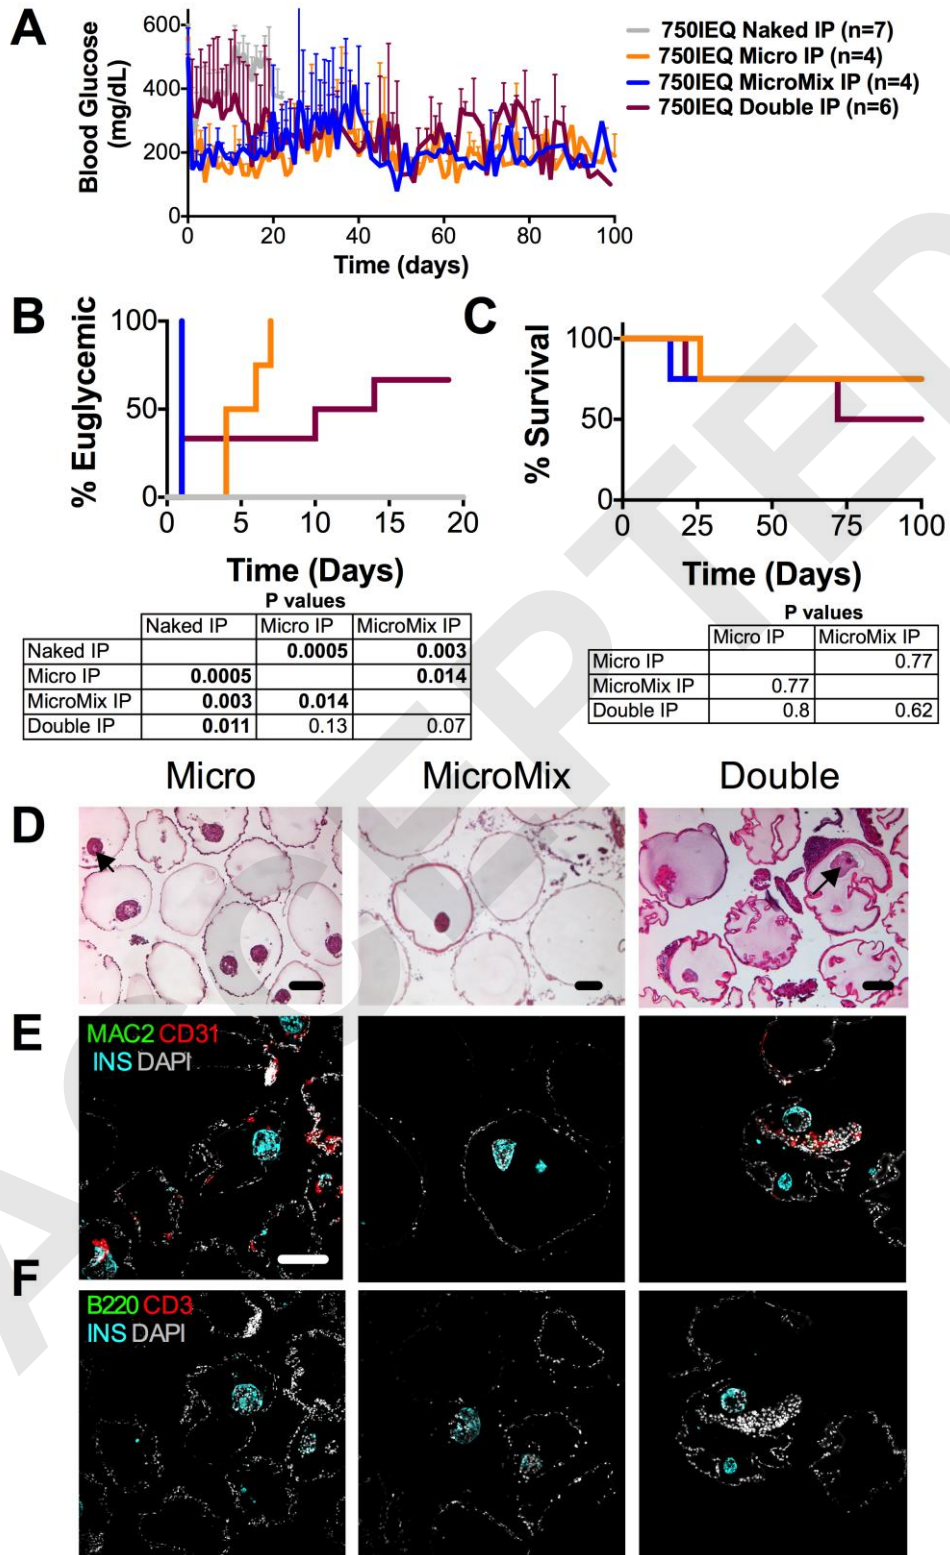 A
Blood Glucose
(mg/dL)
600
400
200
0
0 20 40 60 80 100
Time (days)
750IEQ Naked IP (n=7)
750IEQ Micro IP (n=4)
750IEQ MicroMix IP (n=4)
750IEQ Double IP (n=6)
B
% Euglycemic
100
50
0
0 5 10 15 20
Time (Days)
P values
Naked IP Micro IP MicroMix IP
Naked IP 0.0005 0.003
Micro IP 0.0005 0.014
MicroMix IP 0.003 0.014
Double IP 0.011 0.13 0.07
C
% Survival
100
50
0
0 25 50 75 100
Time (Days)
P values
Micro IP MicroMix IP
Micro IP 0.77
MicroMix IP 0.77
Double IP 0.8 0.62
Micro MicroMix Double
D
E
MAC2 CD31
INS DAPI
F
B220 CD3
INS DAPI
ACCEPTED